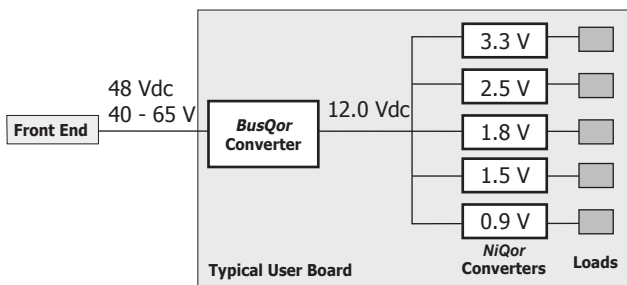 48 Vdc
40 - 65 V
Front End
BusQor
Converter
12.0 Vdc
3.3 V
2.5 V
1.8 V
1.5 V
0.9 V
NiQor
Converters
Loads
Typical User Board